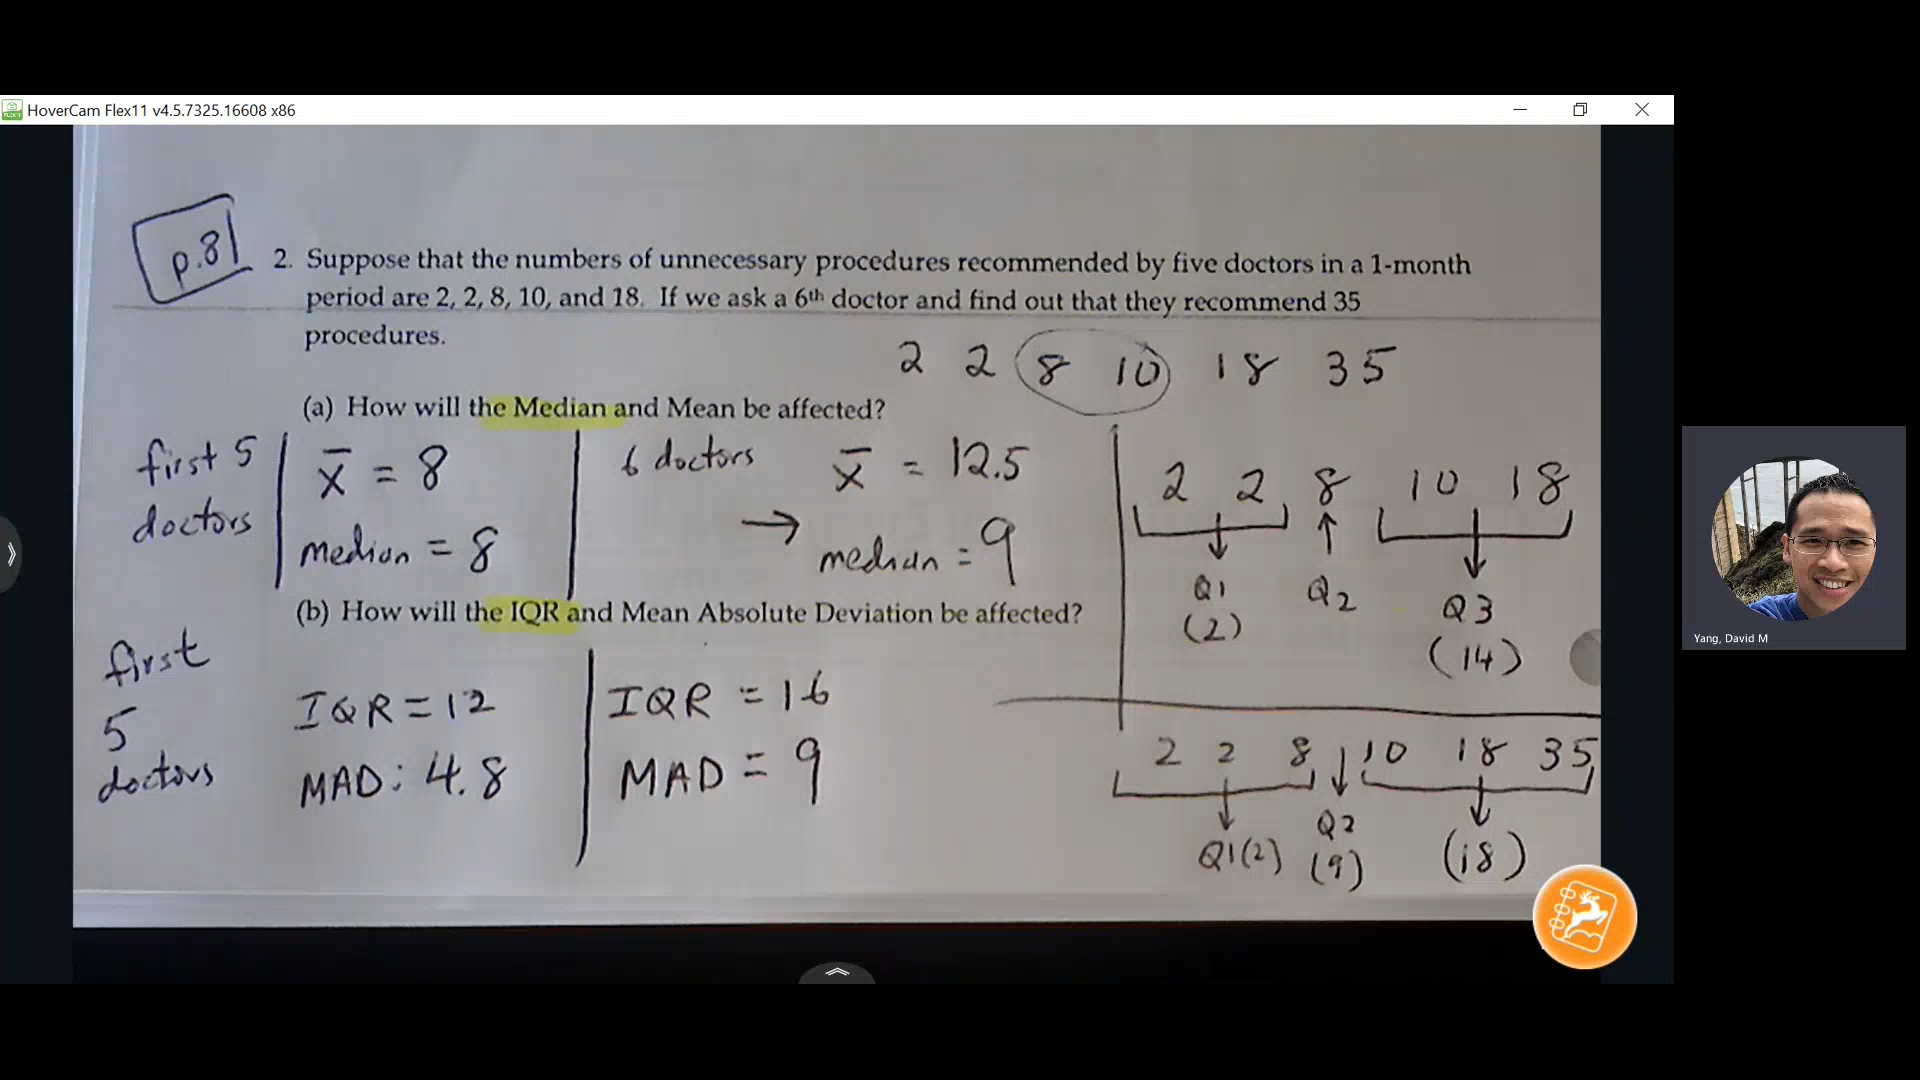 HoverCam Flex11 v4.5.7325.16608 x86
p.8
2. Suppose that the numbers of unnecessary procedures recommended by five doctors in a 1-month
period are 2, 2, 8, 10, and 18. If we ask a 6th doctor and find out that they recommend 35
procedures.
2 2 8 10 18 35
(a) How will the Median and Mean be affected?
first 5
doctors
x̄ = 8
median = 8
6 doctors
x̄ = 12.5
→ median = 9
2 2 8 10 18
Q1
(2)
Q2
Q3
(14)
(b) How will the IQR and Mean Absolute Deviation be affected?
first
5
doctors
IQR = 12
MAD: 4.8
IQR = 16
MAD = 9
2 2 8 10 18 35
Q1(2)
Q2
(9)
(18)
Yang, David M